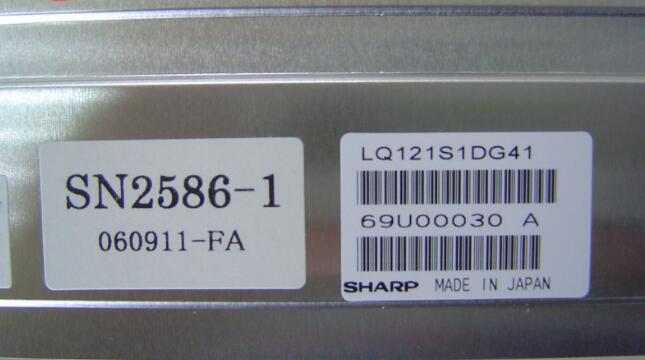 SN2586-1
060911-FA
LQ121S1DG41
69U00030 A
SHARP MADE IN JAPAN